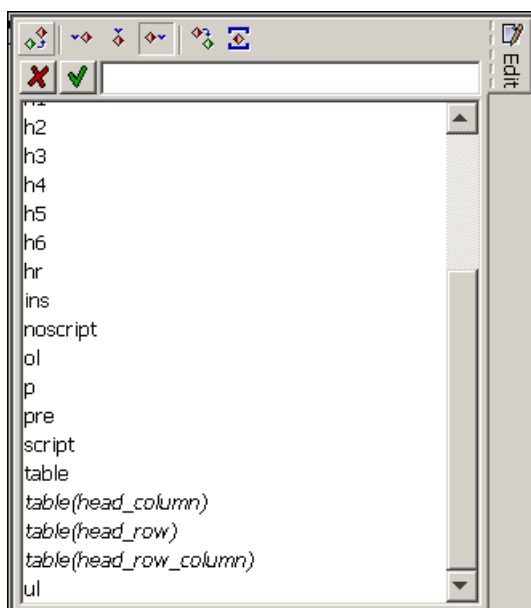 Edit
h1
h2
h3
h4
h5
h6
hr
ins
noscript
ol
p
pre
script
table
table(head_column)
table(head_row)
table(head_row_column)
ul